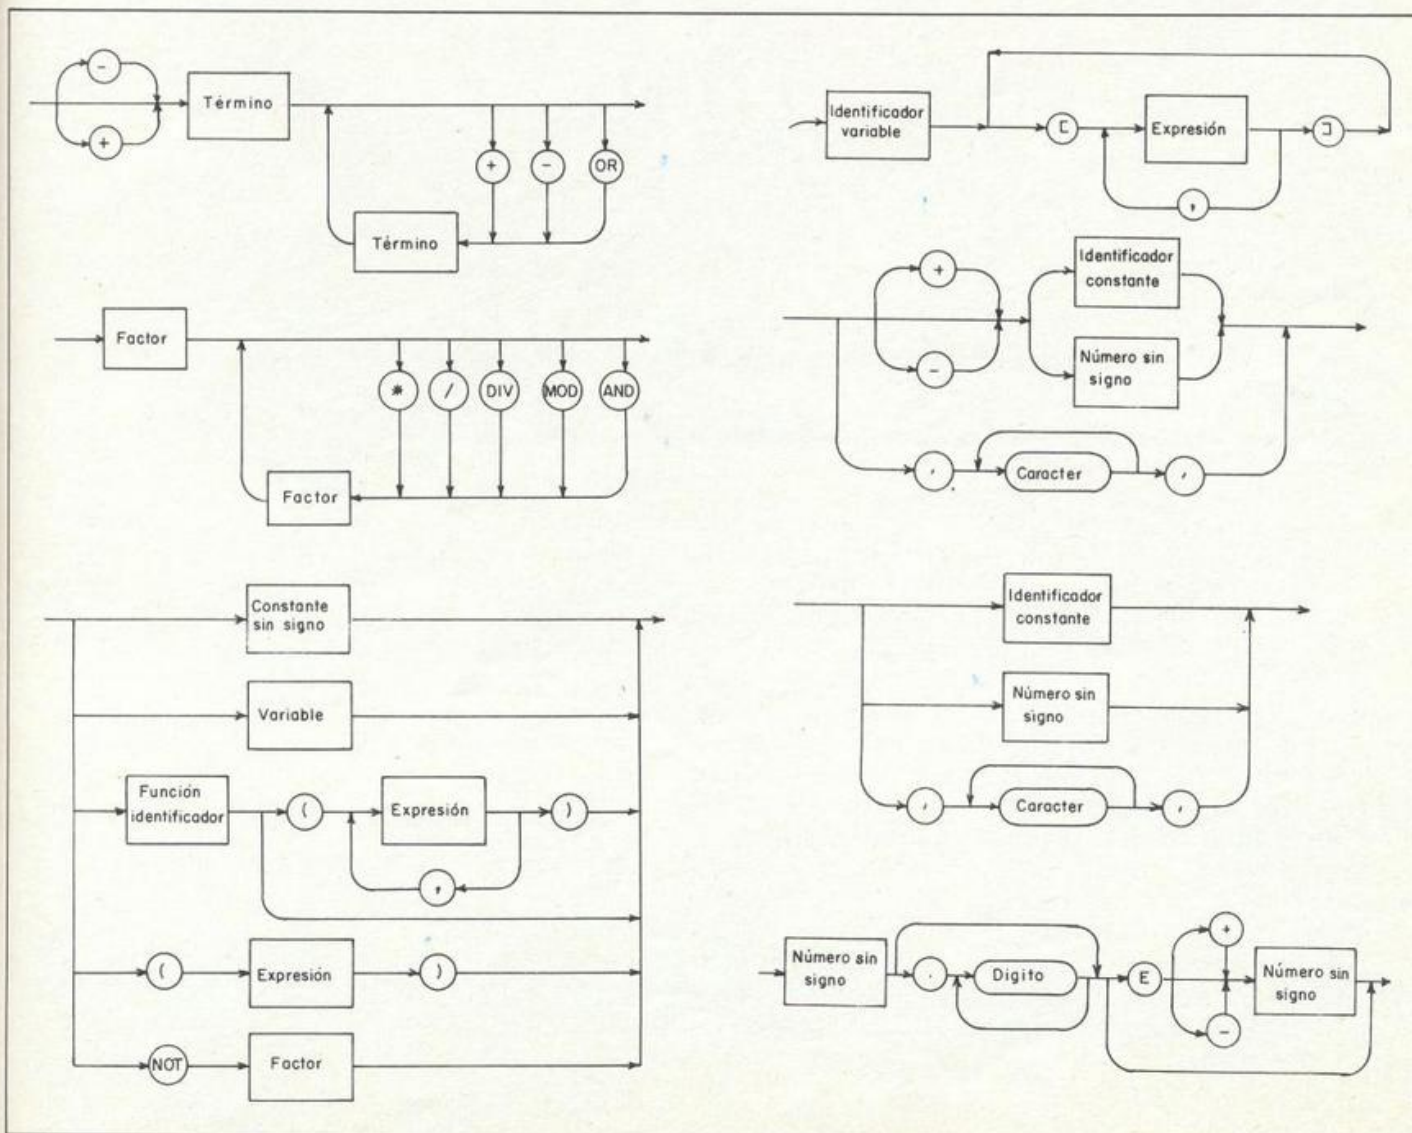 -
Término
+
+
-
OR
Término
Factor
*
/
DIV
MOD
AND
Factor
Constante
sin signo
Variable
Función
identificador
(
Expresión
)
,
(
Expresión
)
NOT
Factor
Identificador
variable
[
Expresión
]
,
+
-
Identificador
constante
Número sin
signo
,
Caracter
,
Identificador
constante
Número sin
signo
,
Caracter
,
Número sin
signo
.
Digito
E
+
-
Número sin
signo